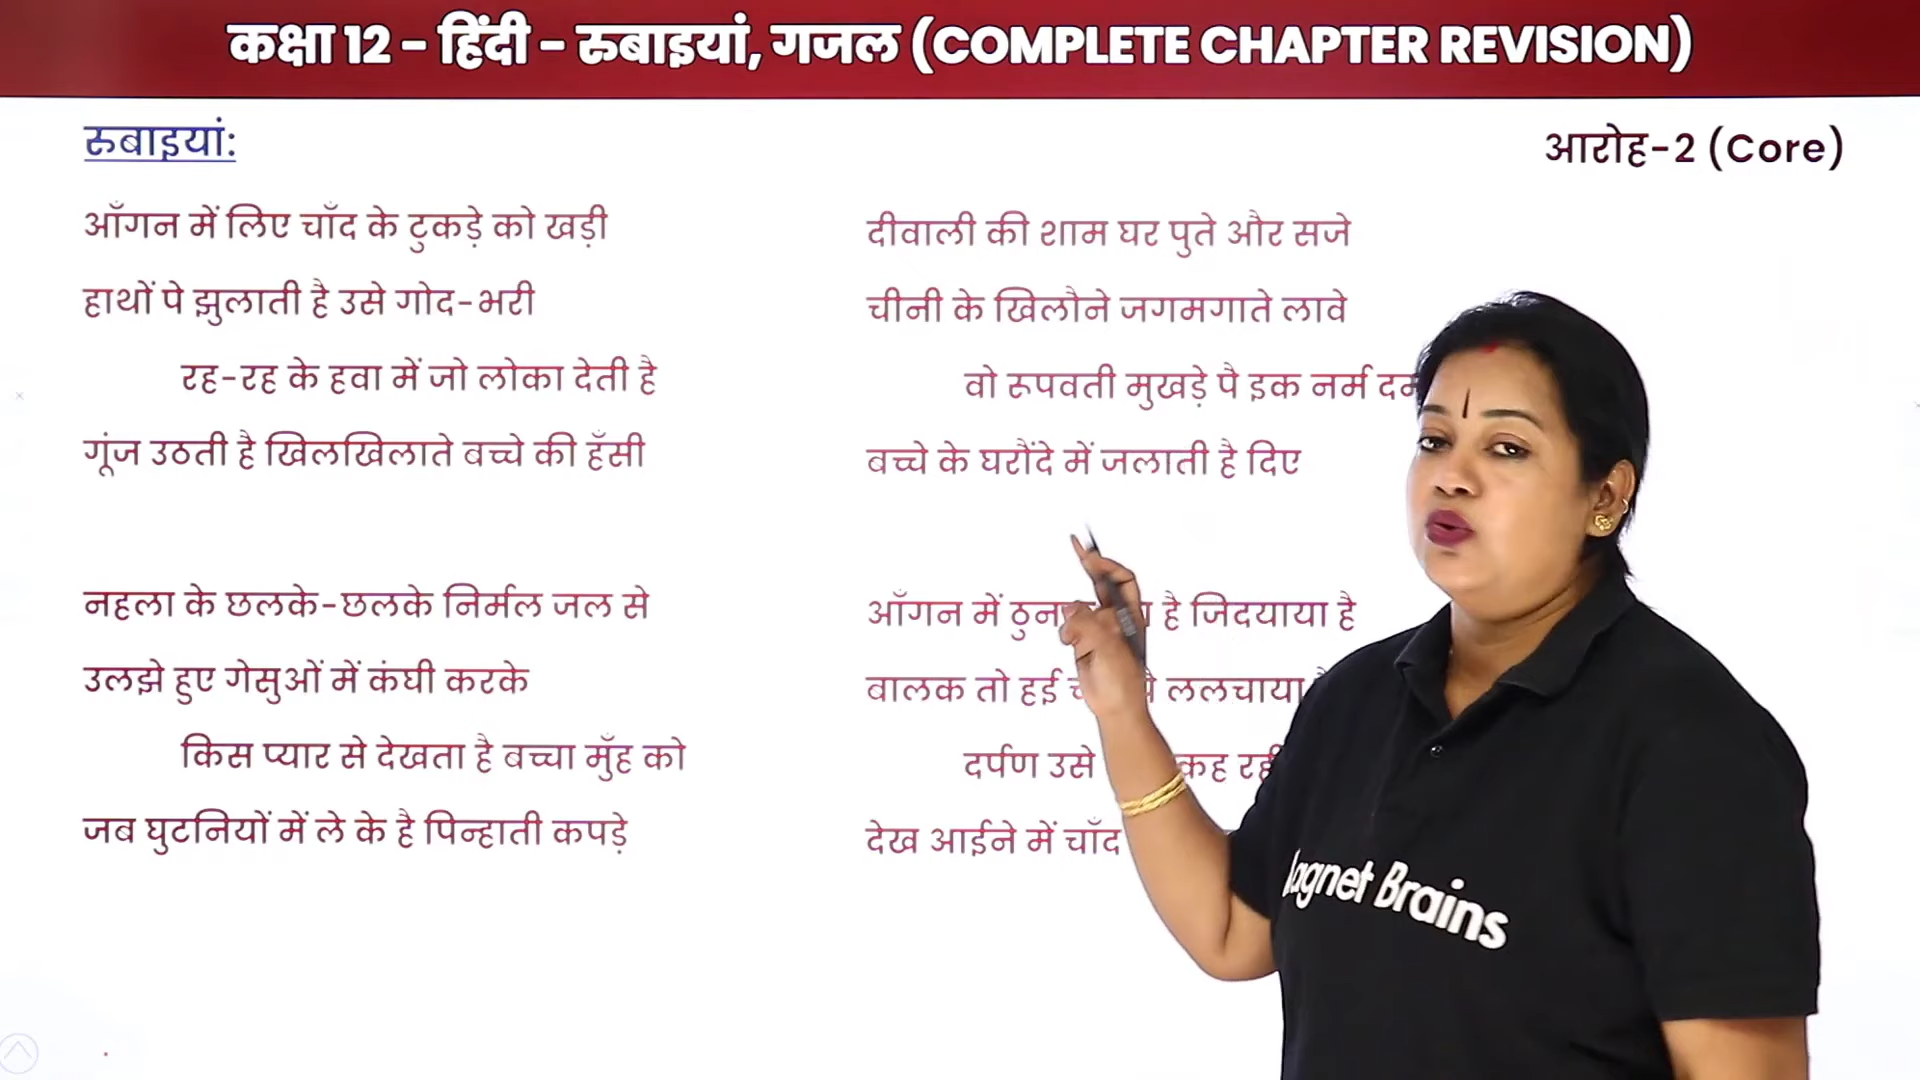 कक्षा 12 - हिंदी - रुबाइयां, गजल (COMPLETE CHAPTER REVISION)
रुबाइयां:
आरोह-2 (Core)
आँगन में लिए चाँद के टुकड़े को खड़ी
हाथों पे झुलाती है उसे गोद-भरी
रह-रह के हवा में जो लोका देती है
गूंज उठती है खिलखिलाते बच्चे की हँसी
नहला के छलके-छलके निर्मल जल से
उलझे हुए गेसुओं में कंघी करके
किस प्यार से देखता है बच्चा मुँह को
जब घुटनियों में ले के है पिन्हाती कपड़े
दीवाली की शाम घर पुते और सजे
चीनी के खिलौने जगमगाते लावे
वो रूपवती मुखड़े पै इक नर्म
बच्चे के घरौंदे में जलाती है दिए
आँगन में है जिदयाया है
बालक तो हई ललचाया
दर्पण उसे कह
देख आईने में चाँद
Brains